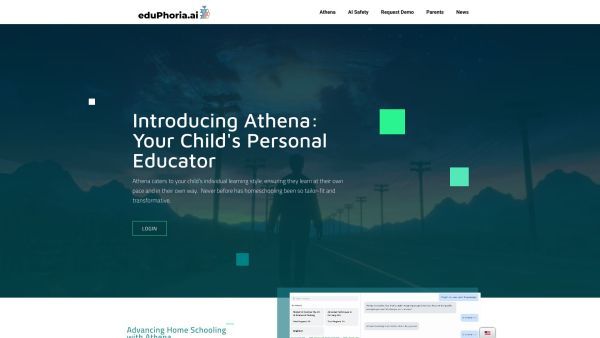 eduPhoria.ai
Athena
AI Safety
Request Demo
Parents
News
Introducing Athena:
Your Child's Personal
Educator
Athena caters to your child's individual learning style, ensuring they learn at their own
pace and in their own way. Never before has homeschooling been so tailor-fit and
transformative.
LOGIN
Advancing Home Schooling
with Athena